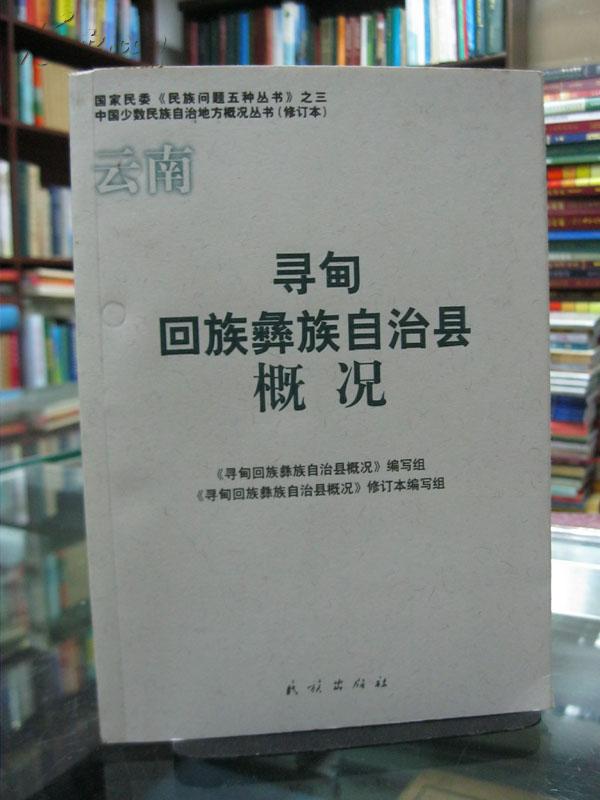 国家民委《民族问题五种丛书》之三
中国少数民族自治地方概况丛书(修订本)
云南
寻甸
回族彝族自治县
概况
《寻甸回族彝族自治县概况》编写组
《寻甸回族彝族自治县概况》修订本编写组
民族出版社